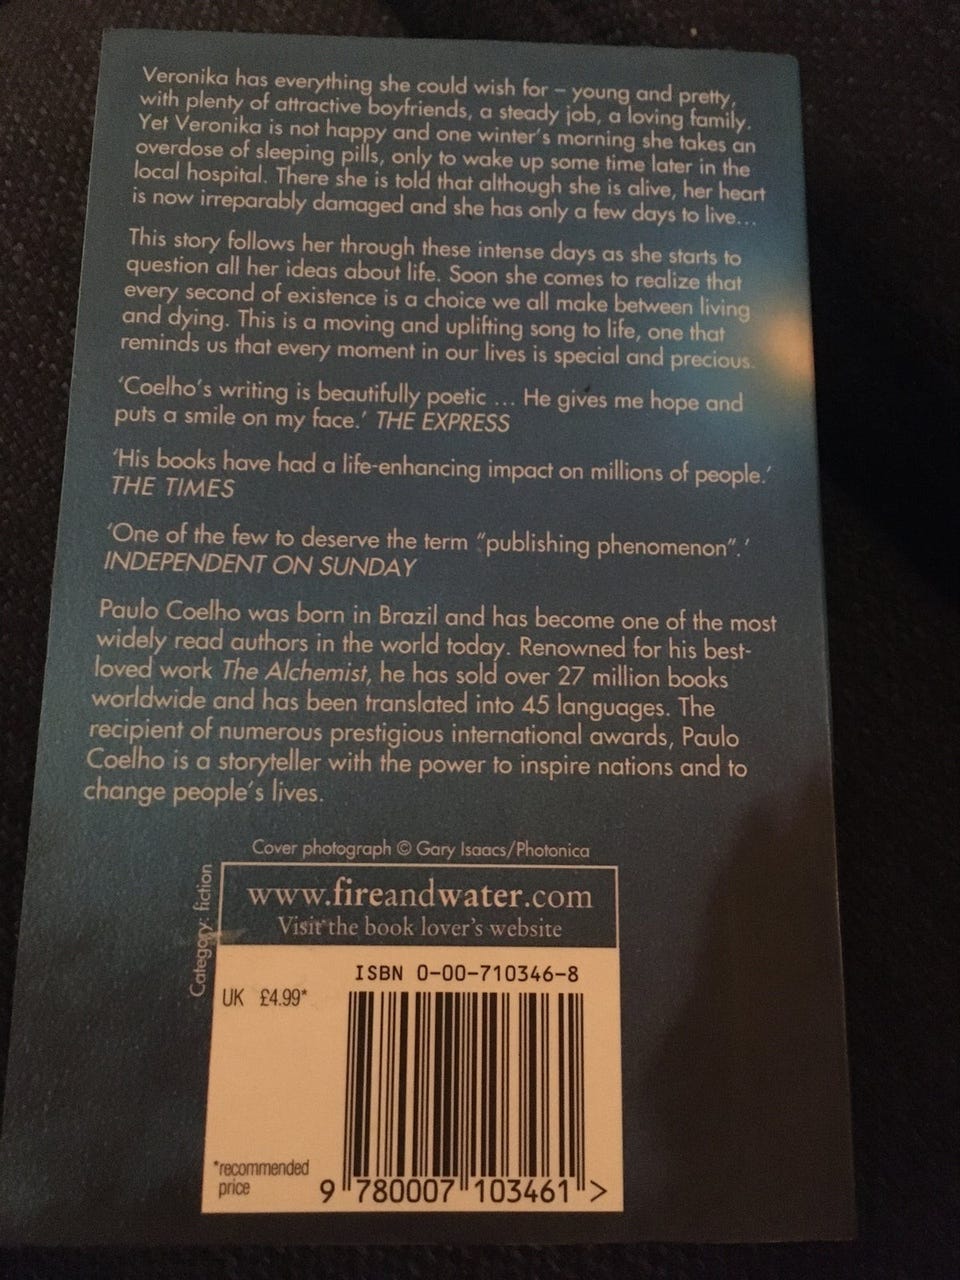 Veronika has everything she could wish for – young and pretty,
with plenty of attractive boyfriends, a steady job, a loving family.
Yet Veronika is not happy and one winter's morning she takes an
overdose of sleeping pills, only to wake up some time later in the
local hospital. There she is told that although she is alive, her heart
is now irreparably damaged and she has only a few days to live...
This story follows her through these intense days as she starts to
question all her ideas about life. Soon she comes to realize that
every second of existence is a choice we all make between living
and dying. This is a moving and uplifting song to life, one that
reminds us that every moment in our lives is special and precious.
'Coelho's writing is beautifully poetic ... He gives me hope and
puts a smile on my face.' THE EXPRESS
'His books have had a life-enhancing impact on millions of people.'
THE TIMES
'One of the few to deserve the term "publishing phenomenon".'
INDEPENDENT ON SUNDAY
Paulo Coelho was born in Brazil and has become one of the most
widely read authors in the world today. Renowned for his best-
loved work The Alchemist, he has sold over 27 million books
worldwide and has been translated into 45 languages. The
recipient of numerous prestigious international awards, Paulo
Coelho is a storyteller with the power to inspire nations and to
change people's lives.
Cover photograph © Gary Isaacs/Photonica
Category: fiction
www.fireandwater.com
Visit the book lover's website
ISBN 0-00-710346-8
UK £4.99*
*recommended
price
9 780007 103461 >